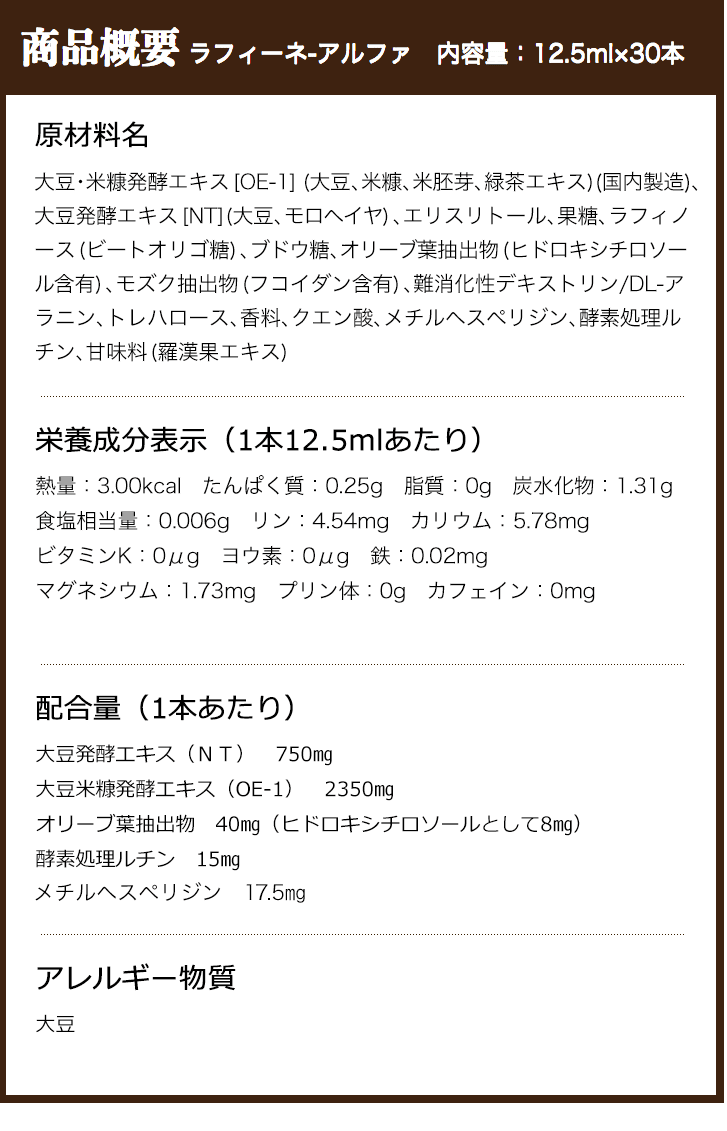 商品概要 ラフィーネ-アルファ　内容量：12.5ml×30本
原材料名
大豆・米糠発酵エキス[OE-1] (大豆、米糠、米胚芽、緑茶エキス)(国内製造)、
大豆発酵エキス[NT](大豆、モロヘイヤ)、エリスリトール、果糖、ラフィノ
ース(ビートオリゴ糖)、ブドウ糖、オリーブ葉抽出物(ヒドロキシチロソー
ル含有)、モズク抽出物(フコイダン含有)、難消化性デキストリン/DL-ア
ラニン、トレハロース、香料、クエン酸、メチルヘスペリジン、酵素処理ル
チン、甘味料(羅漢果エキス)
栄養成分表示（1本12.5mlあたり）
熱量：3.00kcal　たんぱく質：0.25g　脂質：0g　炭水化物：1.31g
食塩相当量：0.006g　リン：4.54mg　カリウム：5.78mg
ビタミンK：0μg　ヨウ素：0μg　鉄：0.02mg
マグネシウム：1.73mg　プリン体：0g　カフェイン：0mg
配合量（1本あたり）
大豆発酵エキス（ＮＴ）　750㎎
大豆米糠発酵エキス（OE-1）　2350㎎
オリーブ葉抽出物　40㎎（ヒドロキシチロソールとして8㎎）
酵素処理ルチン　15㎎
メチルヘスペリジン　17.5㎎
アレルギー物質
大豆